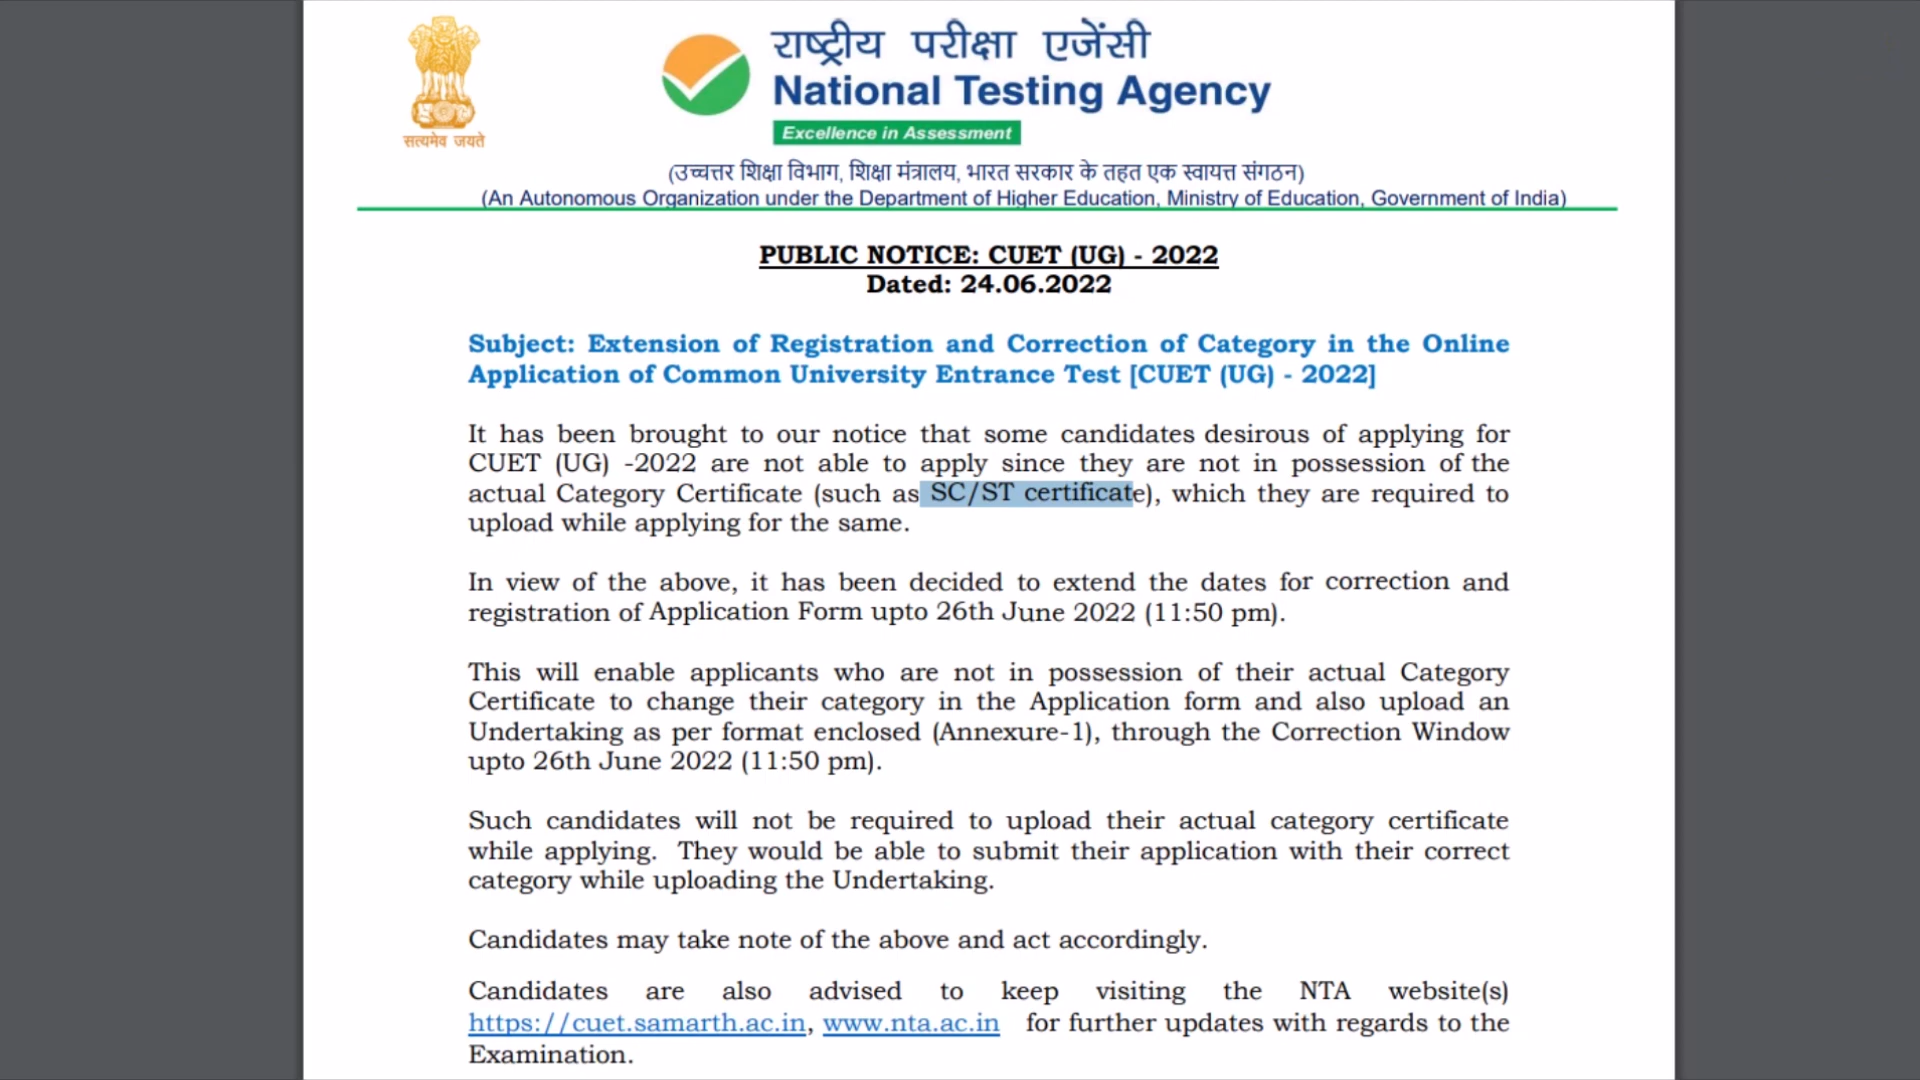 सत्यमेव जयते
राष्ट्रीय परीक्षा एजेंसी
National Testing Agency
Excellence in Assessment
(उच्चत्तर शिक्षा विभाग, शिक्षा मंत्रालय, भारत सरकार के तहत एक स्वायत्त संगठन)
(An Autonomous Organization under the Department of Higher Education, Ministry of Education, Government of India)
PUBLIC NOTICE: CUET (UG) - 2022
Dated: 24.06.2022
Subject: Extension of Registration and Correction of Category in the Online
Application of Common University Entrance Test [CUET (UG) - 2022]
It has been brought to our notice that some candidates desirous of applying for
CUET (UG) -2022 are not able to apply since they are not in possession of the
actual Category Certificate (such as SC/ST certificate), which they are required to
upload while applying for the same.
In view of the above, it has been decided to extend the dates for correction and
registration of Application Form upto 26th June 2022 (11:50 pm).
This will enable applicants who are not in possession of their actual Category
Certificate to change their category in the Application form and also upload an
Undertaking as per format enclosed (Annexure-1), through the Correction Window
upto 26th June 2022 (11:50 pm).
Such candidates will not be required to upload their actual category certificate
while applying. They would be able to submit their application with their correct
category while uploading the Undertaking.
Candidates may take note of the above and act accordingly.
Candidates are also advised to keep visiting the NTA website(s)
https://cuet.samarth.ac.in, www.nta.ac.in for further updates with regards to the
Examination.